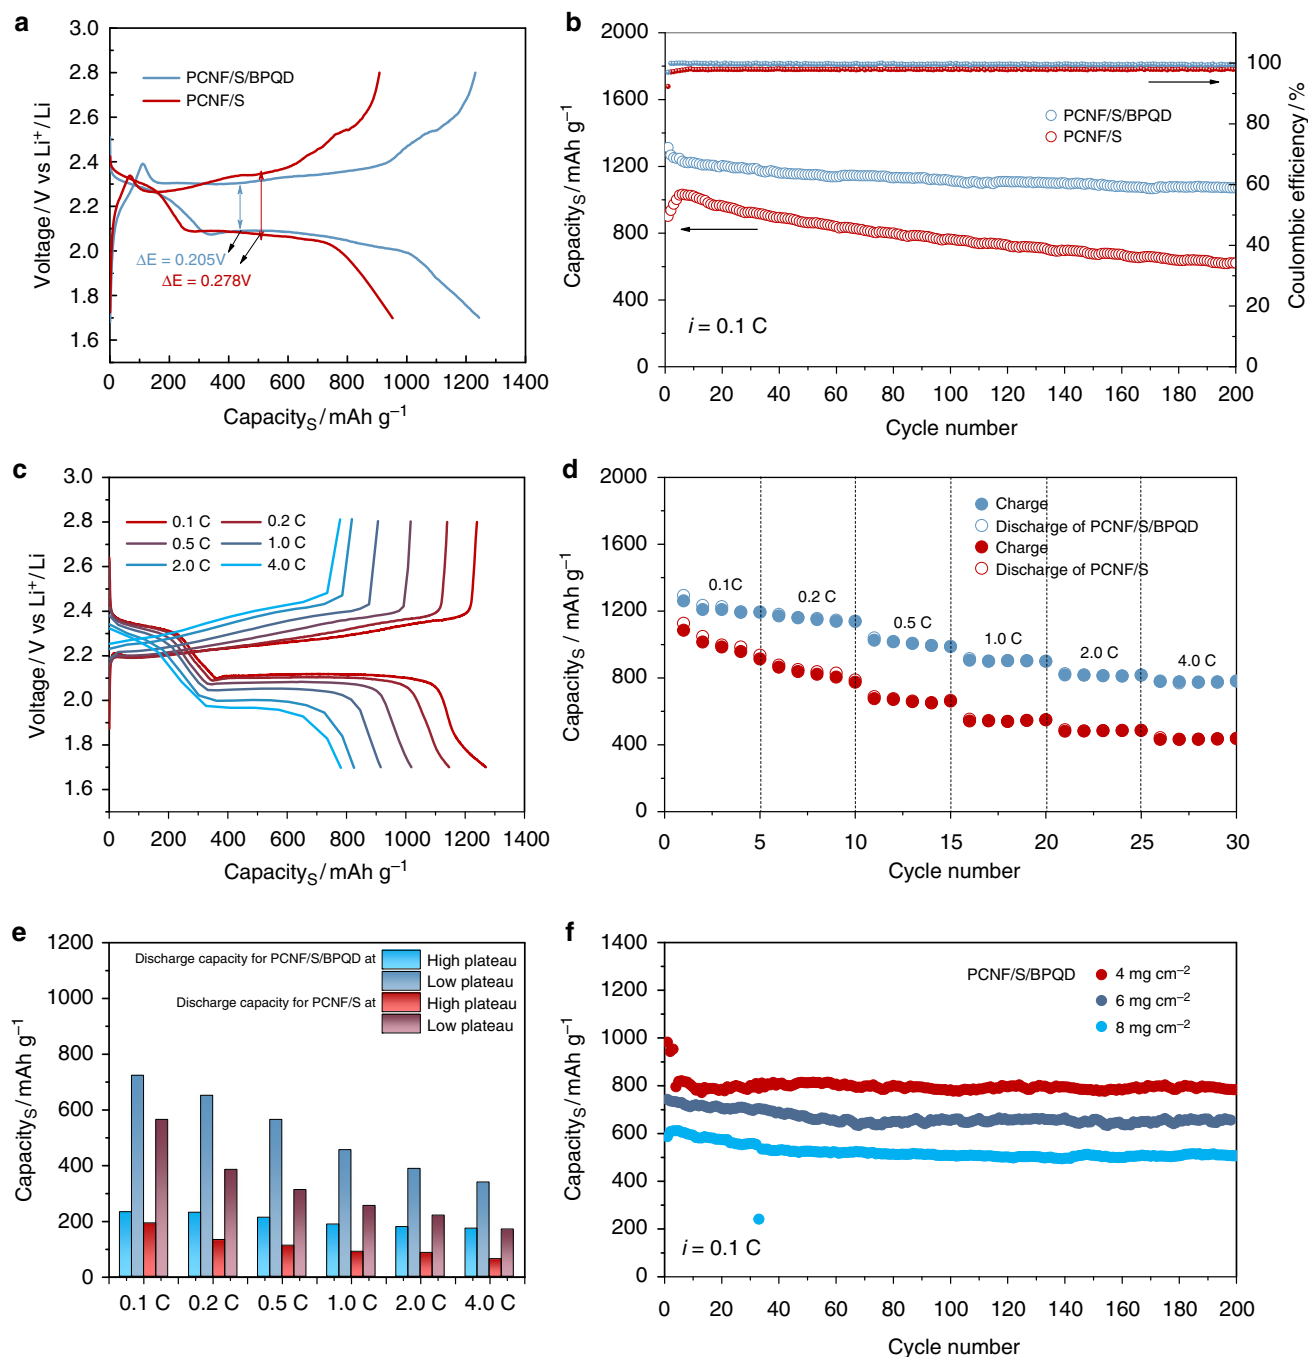 a
3.0
2.8
2.6
2.4
2.2
2.0
1.8
1.6
Voltage / V vs Li⁺ / Li
PCNF/S/BPQD
PCNF/S
ΔE = 0.205V
ΔE = 0.278V
0 200 400 600 800 1000 1200 1400
Capacity_S / mAh g⁻¹
b
2000
1600
1200
800
400
0
Capacity_S / mAh g⁻¹
PCNF/S/BPQD
PCNF/S
i = 0.1 C
100
80
60
40
20
0
Coulombic efficiency / %
0 20 40 60 80 100 120 140 160 180 200
Cycle number
c
3.0
2.8
2.6
2.4
2.2
2.0
1.8
1.6
Voltage / V vs Li⁺ / Li
0.1 C 0.2 C
0.5 C 1.0 C
2.0 C 4.0 C
0 200 400 600 800 1000 1200 1400
Capacity_S / mAh g⁻¹
d
2000
1600
1200
800
400
0
Capacity_S / mAh g⁻¹
Charge
Discharge of PCNF/S/BPQD
Charge
Discharge of PCNF/S
0.1C
0.2 C
0.5 C
1.0 C
2.0 C
4.0 C
0 5 10 15 20 25 30
Cycle number
e
1200
1000
800
600
400
200
0
Capacity_S / mAh g⁻¹
Discharge capacity for PCNF/S/BPQD at High plateau
Low plateau
Discharge capacity for PCNF/S at High plateau
Low plateau
0.1 C 0.2 C 0.5 C 1.0 C 2.0 C 4.0 C
f
1400
1200
1000
800
600
400
200
0
Capacity_S / mAh g⁻¹
PCNF/S/BPQD 4 mg cm⁻²
6 mg cm⁻²
8 mg cm⁻²
i = 0.1 C
0 20 40 60 80 100 120 140 160 180 200
Cycle number